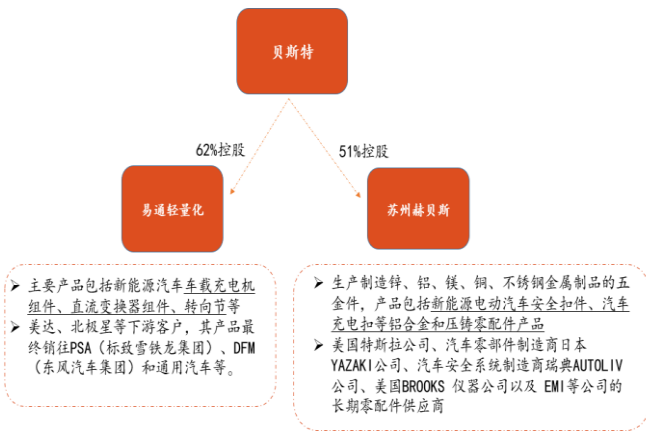 贝斯特
62%控股
51%控股
易通轻量化
苏州赫贝斯
➢ 主要产品包括新能源汽车车载充电机
组件、直流变换器组件、转向节等
➢ 美达、北极星等下游客户，其产品最
终销往PSA（标致雪铁龙集团）、DFM
（东风汽车集团）和通用汽车等。
➢ 生产制造锌、铝、镁、铜、不锈钢金属制品的五
金件，产品包括新能源电动汽车安全扣件、汽车
充电扣等铝合金和压铸零配件产品
➢ 美国特斯拉公司、汽车零部件制造商日本
YAZAKI公司、汽车安全系统制造商瑞典AUTOLIV
公司、美国BROOKS 仪器公司以及 EMI等公司的
长期零配件供应商